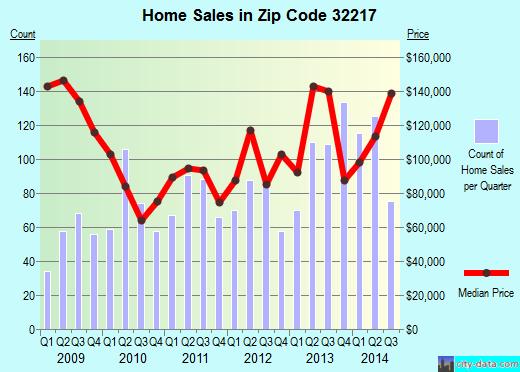 Home Sales in Zip Code 32217
Count Price
160 $160,000
140 $140,000
120 $120,000
100 $100,000
80 $80,000
60 $60,000
40 $40,000
20 $20,000
0 $0
Count of
Home Sales
per Quarter
Median Price
Q1 Q2 Q3 Q4 Q1 Q2 Q3 Q4 Q1 Q2 Q3 Q4 Q1 Q2 Q3 Q4 Q1 Q2 Q3 Q4 Q1 Q2 Q3
2009 2010 2011 2012 2013 2014
city-data.com